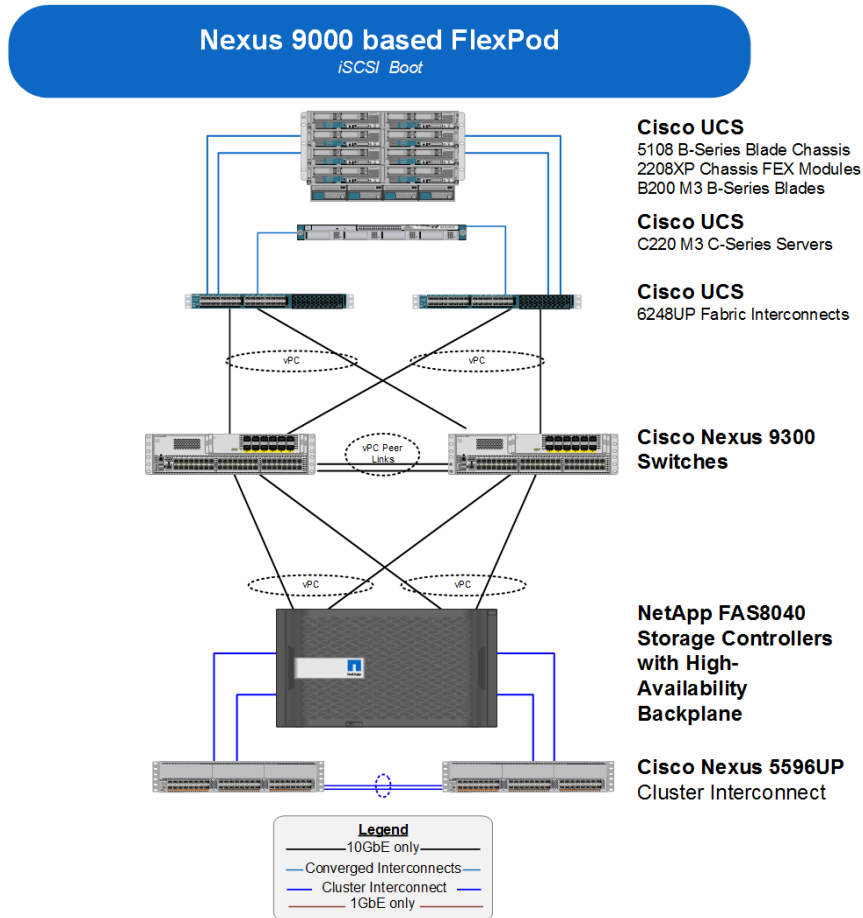 Nexus 9000 based FlexPod
iSCSI Boot
Cisco UCS
5108 B-Series Blade Chassis
2208XP Chassis FEX Modules
B200 M3 B-Series Blades
Cisco UCS
C220 M3 C-Series Servers
Cisco UCS
6248UP Fabric Interconnects
vPC
vPC
vPC Peer
Links
Cisco Nexus 9300
Switches
vPC
vPC
NetApp FAS8040
Storage Controllers
with High-
Availability
Backplane
NetApp
Cisco Nexus 5596UP
Cluster Interconnect
Legend
10GbE only
Converged Interconnects
Cluster Interconnect
1GbE only